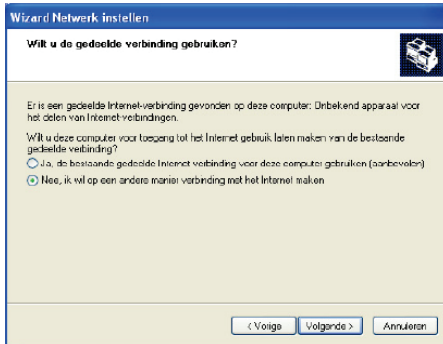 Wizard Netwerk instellen
Wilt u de gedeelde verbinding gebruiken?
Er is een gedeelde Internet-verbinding gevonden op deze computer: Onbekend apparaat voor
het delen van Internet-verbindingen.
Wilt u deze computer voor toegang tot het Internet gebruik laten maken van de bestaande
gedeelde verbinding?
Ja, de bestaande gedeelde Internet verbinding voor deze computer gebruiken (aanbevolen)
Nee, ik wil op een andere manier verbinding met het Internet maken
< Vorige Volgende > Annuleren